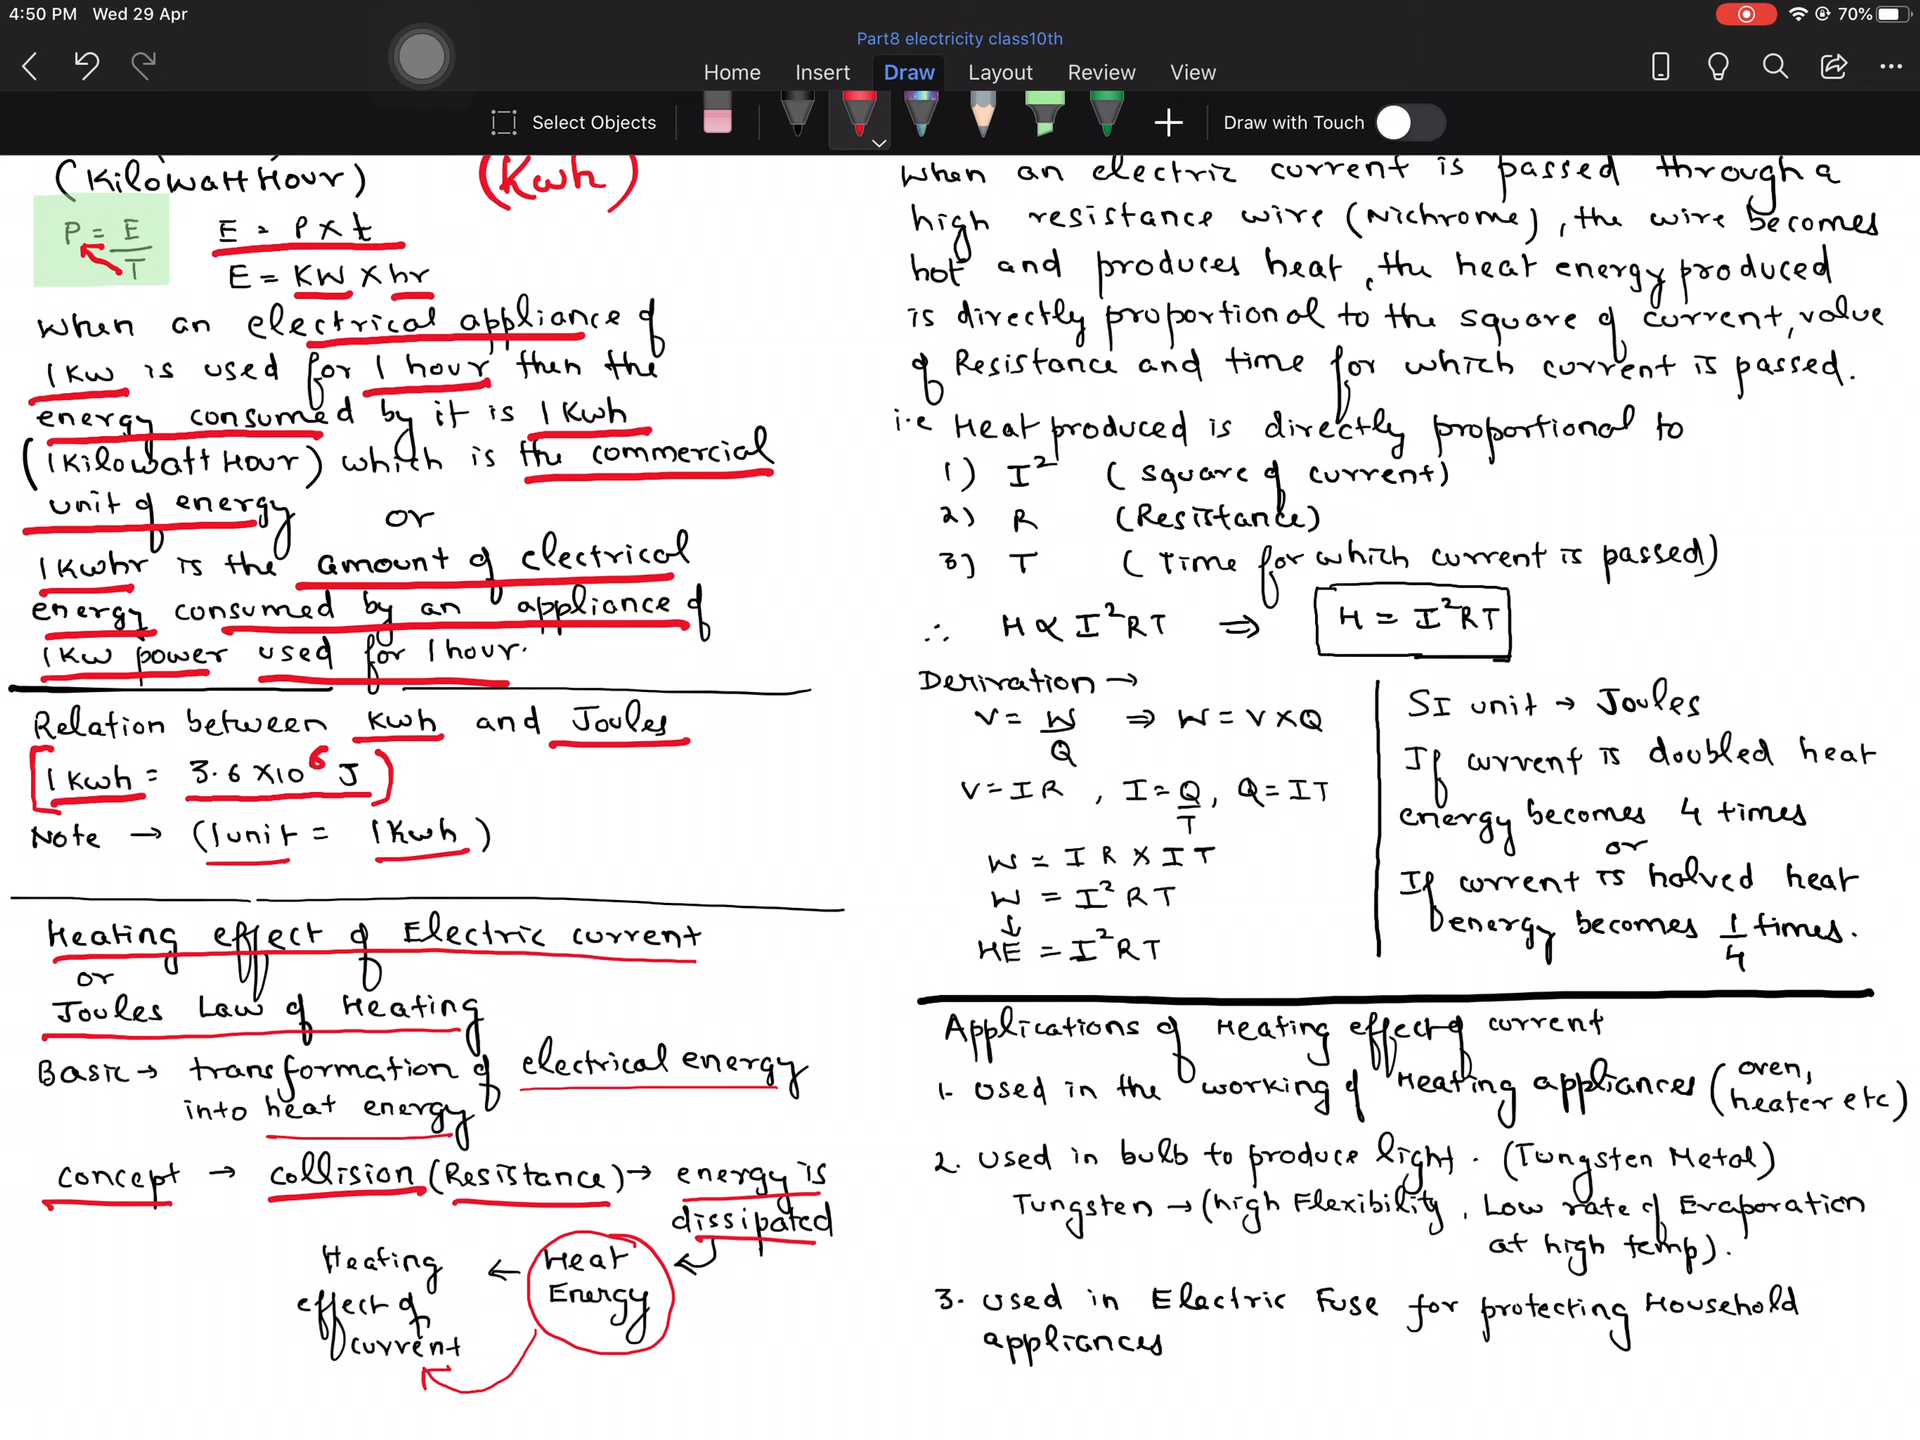 4:50 PM Wed 29 Apr
70%
Part8 electricity class10th
Home Insert Draw Layout Review View
Select Objects
Draw with Touch
(Kilowatt Hour) (Kwh)
P = E/T
E = P X t
E = KW X hr
When an electrical appliance of
1 KW is used for 1 hour then the
energy consumed by it is 1 Kwh
(1 Kilowatt Hour) which is the commercial
unit of energy or
1 Kwhr is the amount of electrical
energy consumed by an appliance of
1 KW power used for 1 hour.
Relation between Kwh and Joules
1 Kwh = 3.6 X10⁶ J
Note → (1 unit = 1 Kwh)
Heating effect of Electric current
or
Joules Law of Heating
Basic → transformation of electrical energy
into heat energy
concept → collision (Resistance) → energy is
dissipated
Heat
Energy
←
Heating
effect of
current
When an electric current is passed through a
high resistance wire (Nichrome), the wire becomes
hot and produces heat, the heat energy produced
is directly proportional to the square of current, value
of Resistance and time for which current is passed.
i.e Heat produced is directly proportional to
1) I² (square of current)
2) R (Resistance)
3) T (Time for which current is passed)
∴ H ∝ I²RT ⇒ H = I²RT
Derivation →
V = W/Q ⇒ W = V X Q
V = IR , I = Q/T , Q = IT
W = I R X I T
W = I² R T
↓
HE = I² R T
SI unit → Joules
If current is doubled heat
energy becomes 4 times
or
If current is halved heat
energy becomes 1/4 times.
Applications of Heating effect of current
1. Used in the working of Heating appliances (oven,
heater etc)
2. Used in bulb to produce light. (Tungsten Metal)
Tungsten → (high Flexibility, Low rate of Evaporation
at high temp).
3. Used in Electric Fuse for protecting Household
appliances